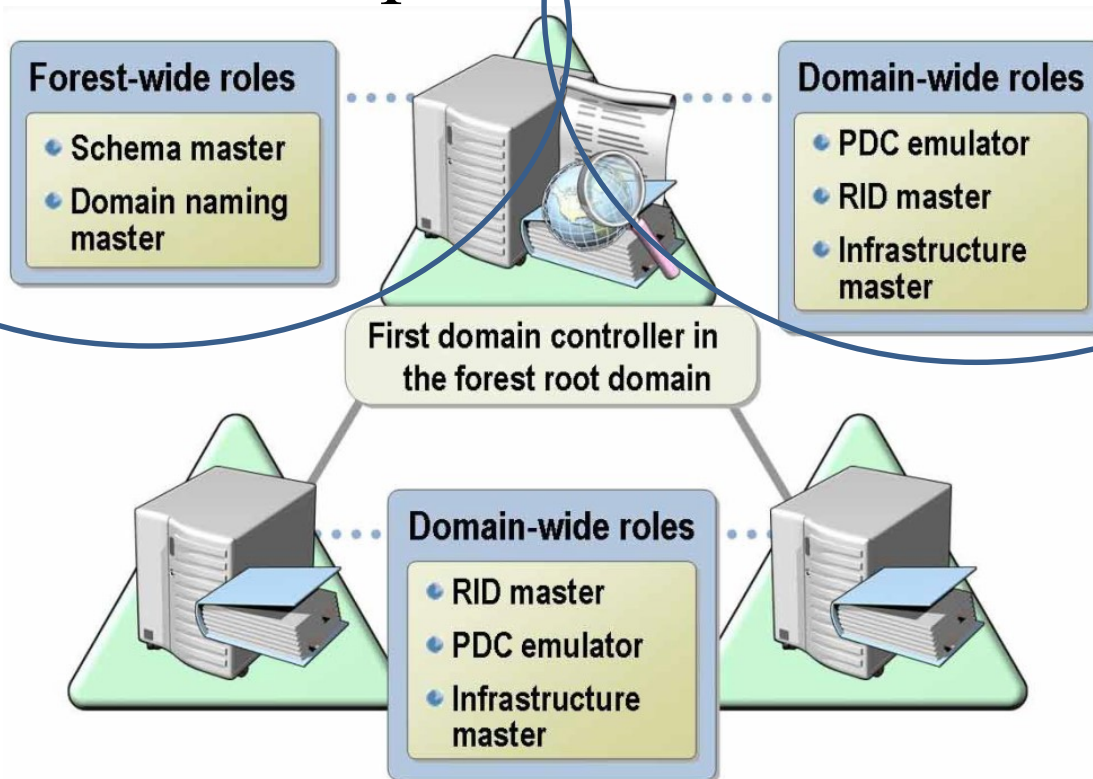 Forest-wide roles
Schema master
Domain naming
master
Domain-wide roles
PDC emulator
RID master
Infrastructure
master
First domain controller in
the forest root domain
Domain-wide roles
RID master
PDC emulator
Infrastructure
master